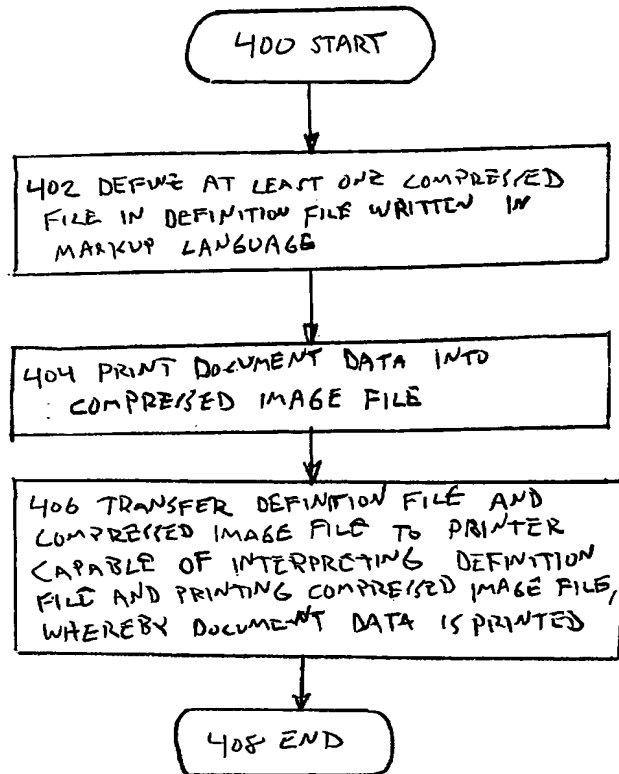 400 START
402 DEFINE AT LEAST ONE COMPRESSED
FILE IN DEFINITION FILE WRITTEN IN
MARKUP LANGUAGE
404 PRINT DOCUMENT DATA INTO
COMPRESSED IMAGE FILE
406 TRANSFER DEFINITION FILE AND
COMPRESSED IMAGE FILE TO PRINTER
CAPABLE OF INTERPRETING DEFINITION
FILE AND PRINTING COMPRESSED IMAGE FILE,
WHEREBY DOCUMENT DATA IS PRINTED
408 END